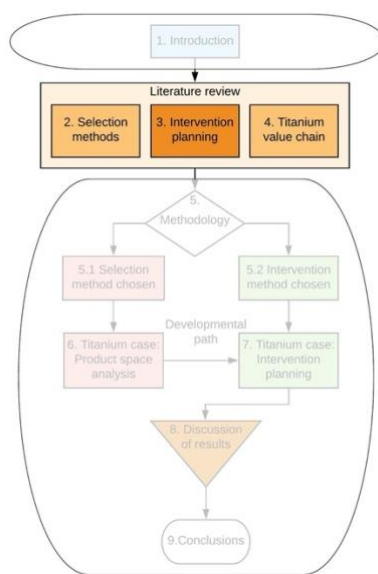 1. Introduction
Literature review
2. Selection
methods
3. Intervention
planning
4. Titanium
value chain
5.
Methodology
5.1 Selection
method chosen
5.2 Intervention
method chosen
Developmental
path
6. Titanium case:
Product space
analysis
7. Titanium case:
Intervention
planning
8. Discussion
of results
9.Conclusions